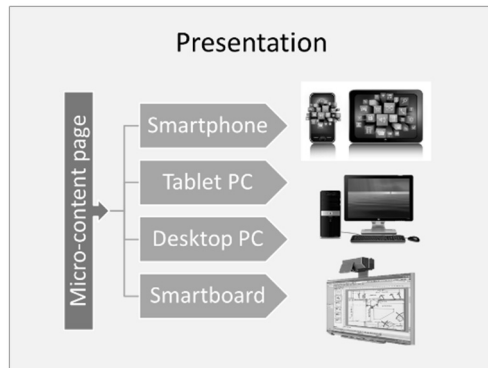 Presentation
Micro-content page
Smartphone
Tablet PC
Desktop PC
Smartboard